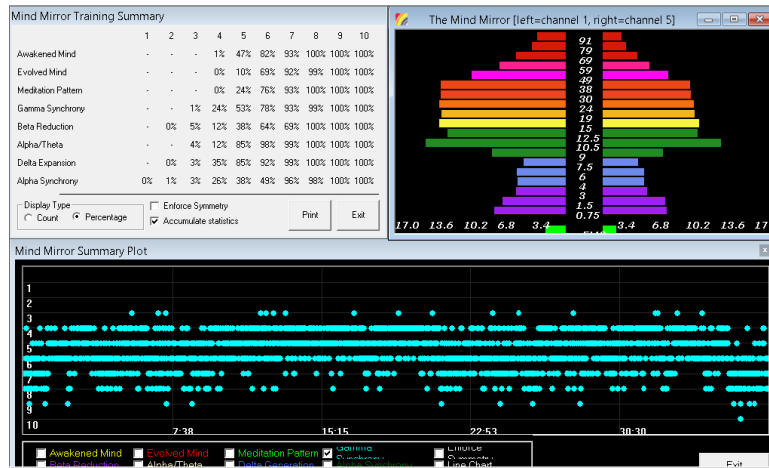 Mind Mirror Training Summary
1 2 3 4 5 6 7 8 9 10
Awakened Mind - - - 1% 47% 82% 93% 100% 100% 100%
Evolved Mind - - - 0% 10% 69% 92% 99% 100% 100%
Meditation Pattern - - - 0% 24% 76% 93% 100% 100% 100%
Gamma Synchrony - - 1% 24% 53% 78% 93% 99% 100% 100%
Beta Reduction - 0% 5% 12% 38% 64% 69% 100% 100% 100%
Alpha/Theta - - 4% 12% 85% 98% 99% 100% 100% 100%
Delta Expansion - 0% 3% 35% 85% 92% 99% 100% 100% 100%
Alpha Synchrony 0% 1% 3% 26% 38% 49% 96% 98% 100% 100%
Display Type
Count Percentage
Enforce Symmetry
Accumulate statistics
Print Exit
The Mind Mirror [left=channel 1, right=channel 5]
91
79
69
59
49
38
30
24
19
15
12.5
10.5
9
7.5
6
4
3
1.5
0.75
17.0 13.6 10.2 6.8 3.4 3.4 6.8 10.2 13.6 17
Mind Mirror Summary Plot
1
2
3
4
5
6
7
8
9
10
7:38 15:15 22:53 30:30
Awakened Mind Evolved Mind Meditation Pattern Gamma Synchrony Enforce Symmetry
Beta Reduction Alpha/Theta Delta Generation Alpha Synchrony Line Chart
Exit